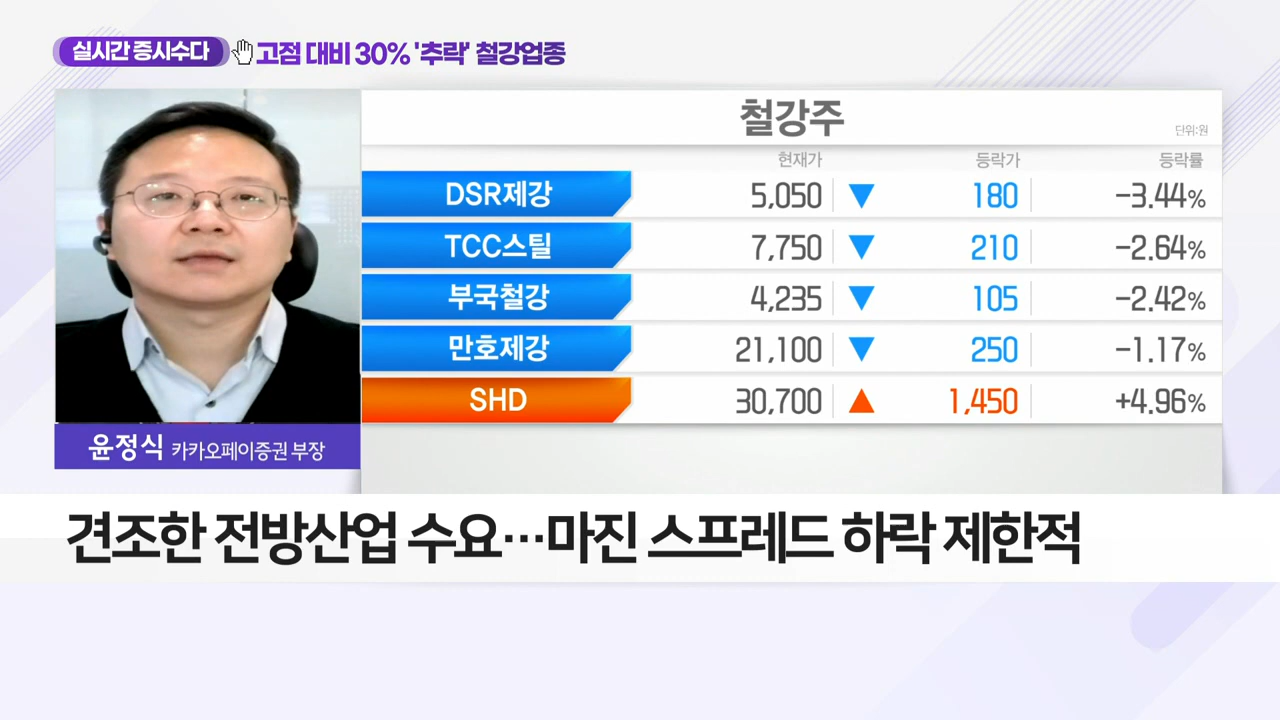 실시간 증시수다 고점 대비 30% '추락' 철강업종
철강주
단위:원
현재가 등락가 등락률
DSR제강 5,050 ▼ 180 -3.44%
TCC스틸 7,750 ▼ 210 -2.64%
부국철강 4,235 ▼ 105 -2.42%
만호제강 21,100 ▼ 250 -1.17%
SHD 30,700 ▲ 1,450 +4.96%
윤정식 카카오페이증권 부장
견조한 전방산업 수요…마진 스프레드 하락 제한적